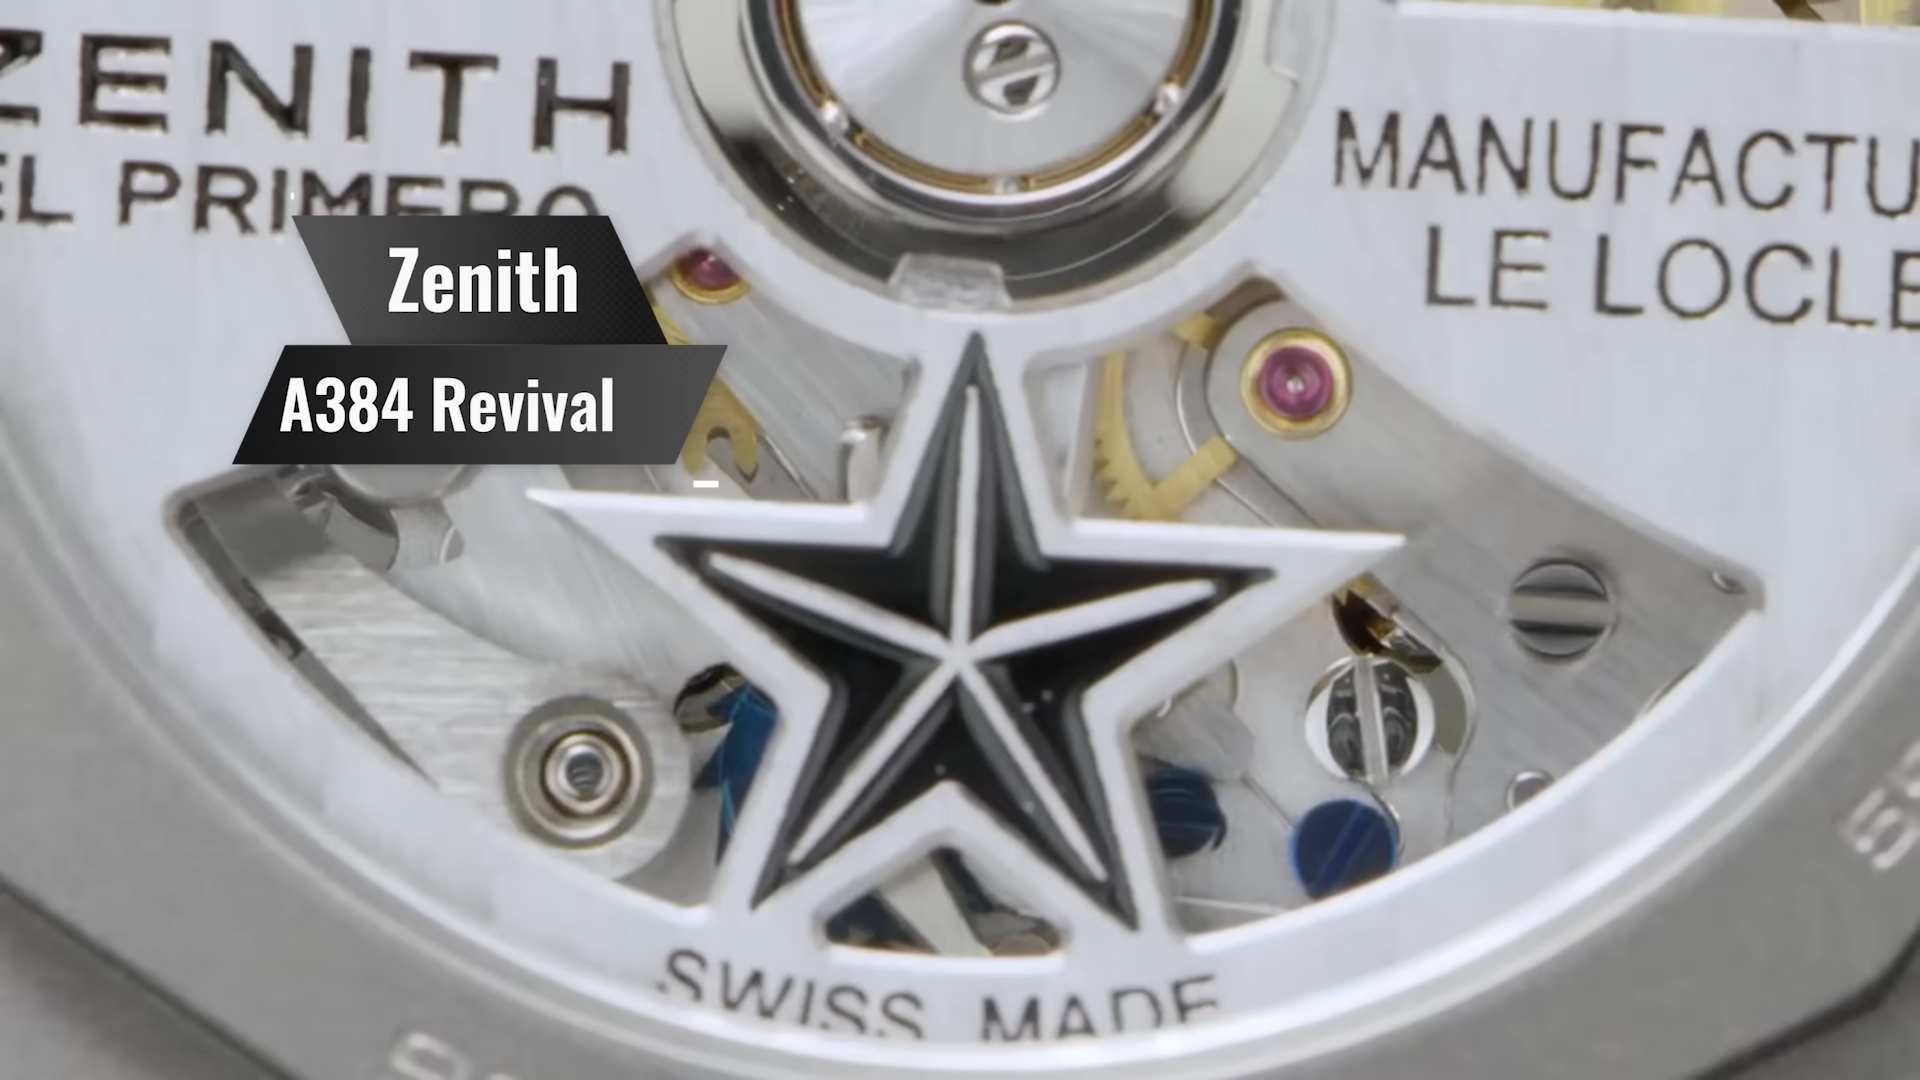 ZENITH
EL PRIMERO
MANUFACTU
LE LOCLE
Zenith
A384 Revival
SWISS MADE